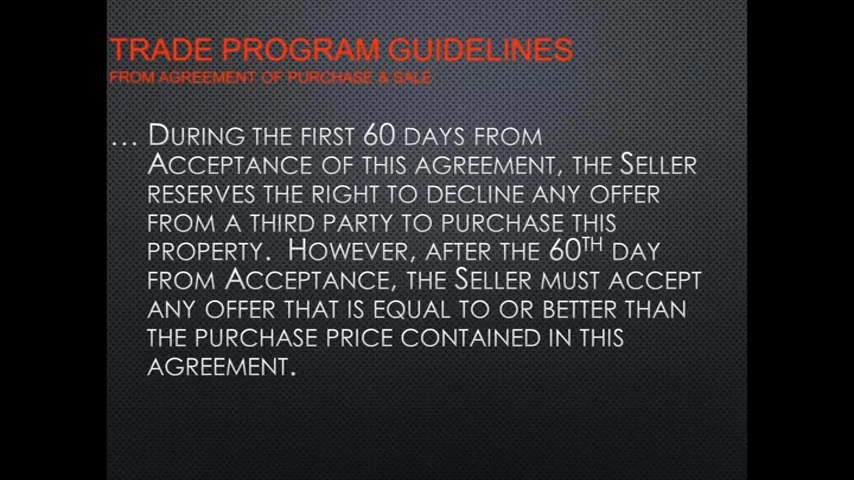 TRADE PROGRAM GUIDELINES
FROM AGREEMENT OF PURCHASE & SALE
... DURING THE FIRST 60 DAYS FROM
ACCEPTANCE OF THIS AGREEMENT, THE SELLER
RESERVES THE RIGHT TO DECLINE ANY OFFER
FROM A THIRD PARTY TO PURCHASE THIS
PROPERTY. HOWEVER, AFTER THE 60TH DAY
FROM ACCEPTANCE, THE SELLER MUST ACCEPT
ANY OFFER THAT IS EQUAL TO OR BETTER THAN
THE PURCHASE PRICE CONTAINED IN THIS
AGREEMENT.